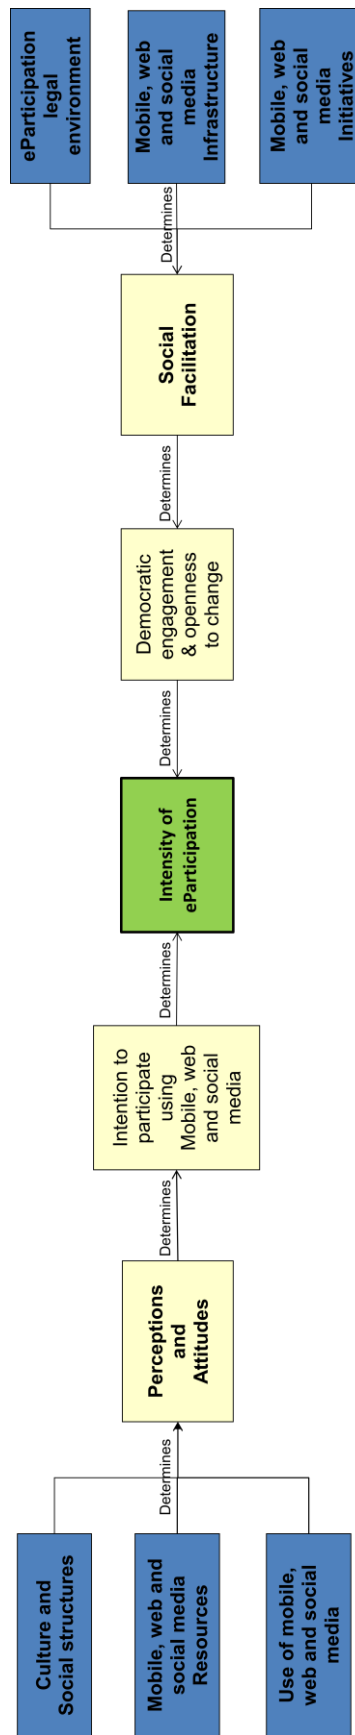 Culture and
Social structures
Mobile, web and
social media
Resources
Use of mobile,
web and social
media
Determines
Perceptions
and
Attitudes
Determines
Intention to
participate
using
Mobile, web
and social
media
Determines
Intensity of
eParticipation
Determines
Democratic
engagement
& openness
to change
Determines
Social
Facilitation
Determines
eParticipation
legal
environment
Mobile, web
and social
media
Infrastructure
Mobile, web
and social
media
Initiatives